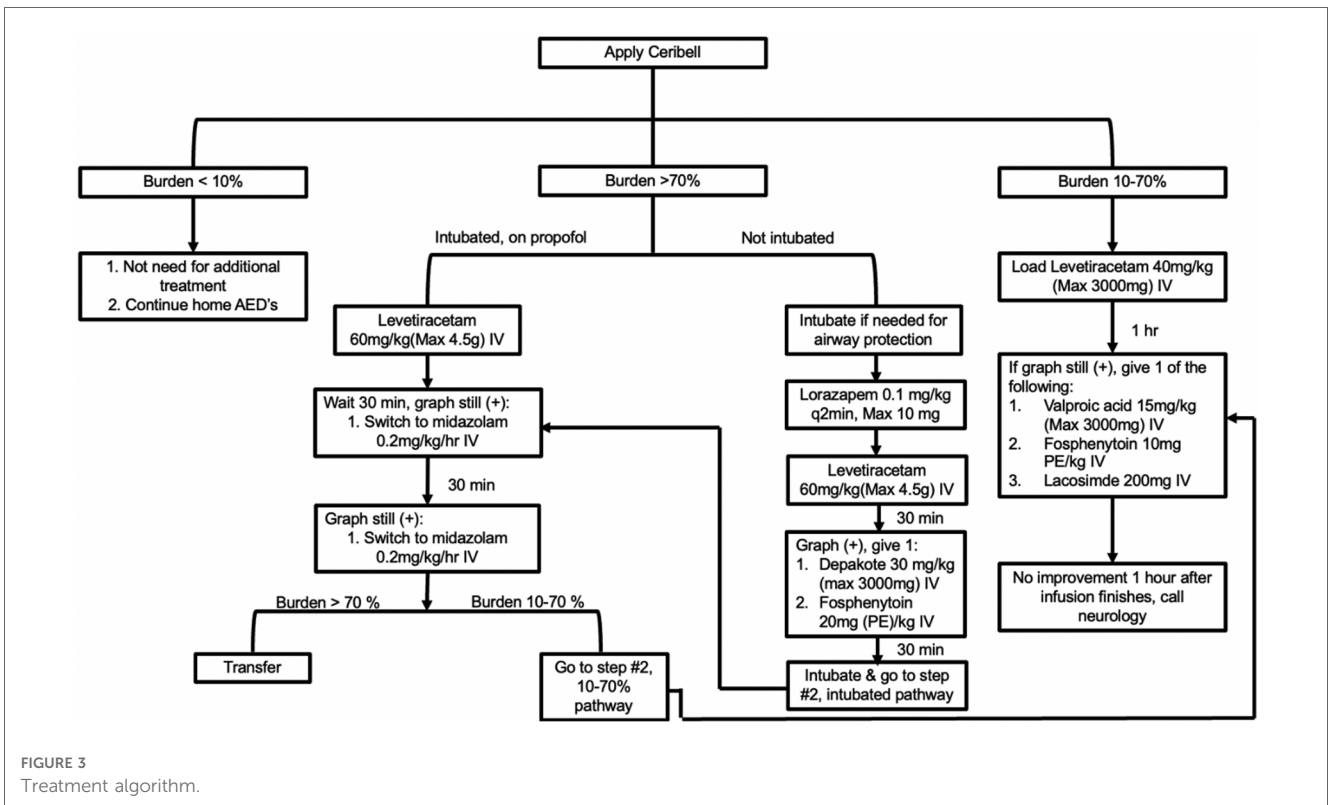 Apply Ceribell
Burden < 10%
Burden >70%
Burden 10-70%
1. Not need for additional
treatment
2. Continue home AED's
Intubated, on propofol
Not intubated
Levetiracetam
60mg/kg(Max 4.5g) IV
Wait 30 min, graph still (+):
1. Switch to midazolam
0.2mg/kg/hr IV
30 min
Graph still (+):
1. Switch to midazolam
0.2mg/kg/hr IV
Burden > 70 %
Burden 10-70 %
Transfer
Go to step #2,
10-70%
pathway
Intubate if needed for
airway protection
Lorazapem 0.1 mg/kg
q2min, Max 10 mg
Levetiracetam
60mg/kg(Max 4.5g) IV
30 min
Graph (+), give 1:
1. Depakote 30 mg/kg
(max 3000mg) IV
2. Fosphenytoin
20mg (PE)/kg IV
30 min
Intubate & go to step
#2, intubated pathway
Load Levetiracetam 40mg/kg
(Max 3000mg) IV
1 hr
If graph still (+), give 1 of the
following:
1. Valproic acid 15mg/kg
(Max 3000mg) IV
2. Fosphenytoin 10mg
PE/kg IV
3. Lacosimde 200mg IV
No improvement 1 hour after
infusion finishes, call
neurology
FIGURE 3
Treatment algorithm.